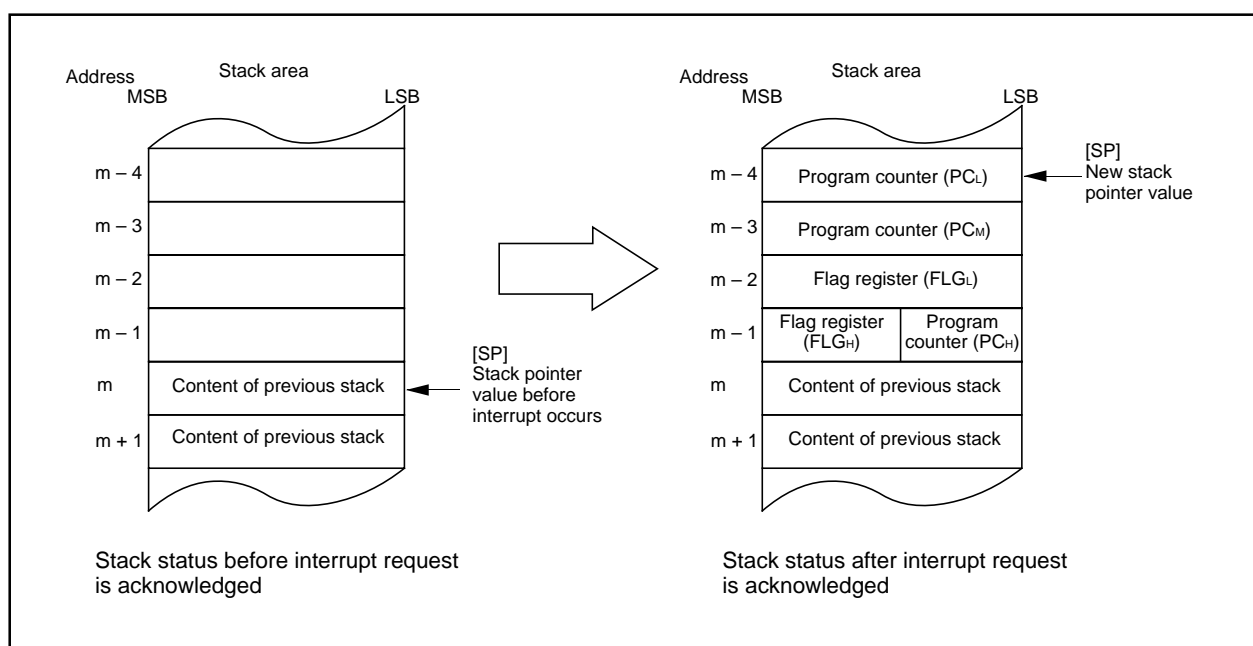 Stack area
Address
MSB
LSB
m – 4
m – 3
m – 2
m – 1
m
Content of previous stack
m + 1
Content of previous stack
[SP]
Stack pointer
value before
interrupt occurs
Stack status before interrupt request
is acknowledged
Stack area
Address
MSB
LSB
m – 4
Program counter (PCL)
m – 3
Program counter (PCM)
m – 2
Flag register (FLGL)
m – 1
Flag register
(FLGH)
Program
counter (PCH)
m
Content of previous stack
m + 1
Content of previous stack
[SP]
New stack
pointer value
Stack status after interrupt request
is acknowledged